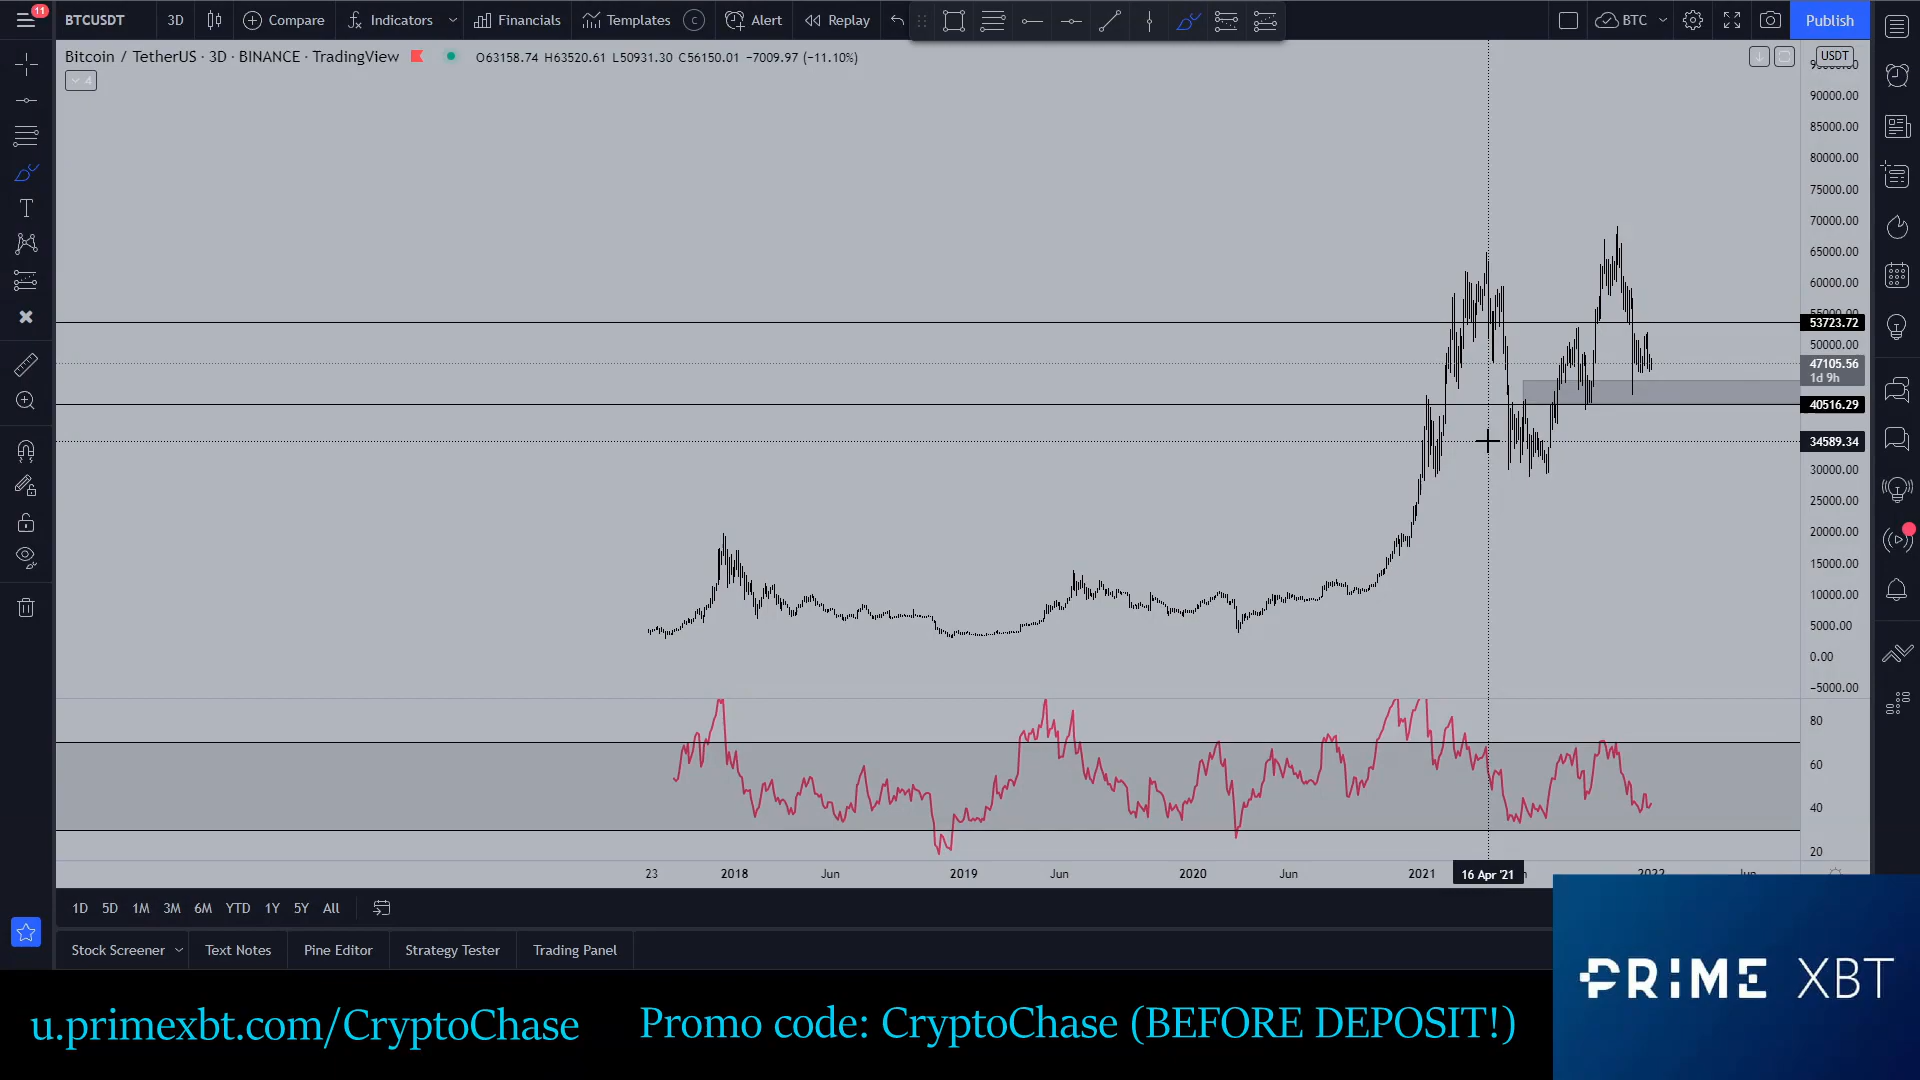 11
BTCUSDT 3D Compare Indicators Financials Templates C Alert Replay BTC Publish
Bitcoin / TetherUS · 3D · BINANCE · TradingView O63158.74 H63520.61 L50931.30 C56150.01 −7009.97 (−11.10%)
4
USDT
90000.00
85000.00
80000.00
75000.00
70000.00
65000.00
60000.00
53723.72
50000.00
47105.56
1d 9h
40516.29
34589.34
30000.00
25000.00
20000.00
15000.00
10000.00
5000.00
0.00
−5000.00
80
60
40
20
23 2018 Jun 2019 Jun 2020 Jun 2021 16 Apr '21 2022
1D 5D 1M 3M 6M YTD 1Y 5Y All
Stock Screener Text Notes Pine Editor Strategy Tester Trading Panel
PRIME XBT
u.primexbt.com/CryptoChase Promo code: CryptoChase (BEFORE DEPOSIT!)